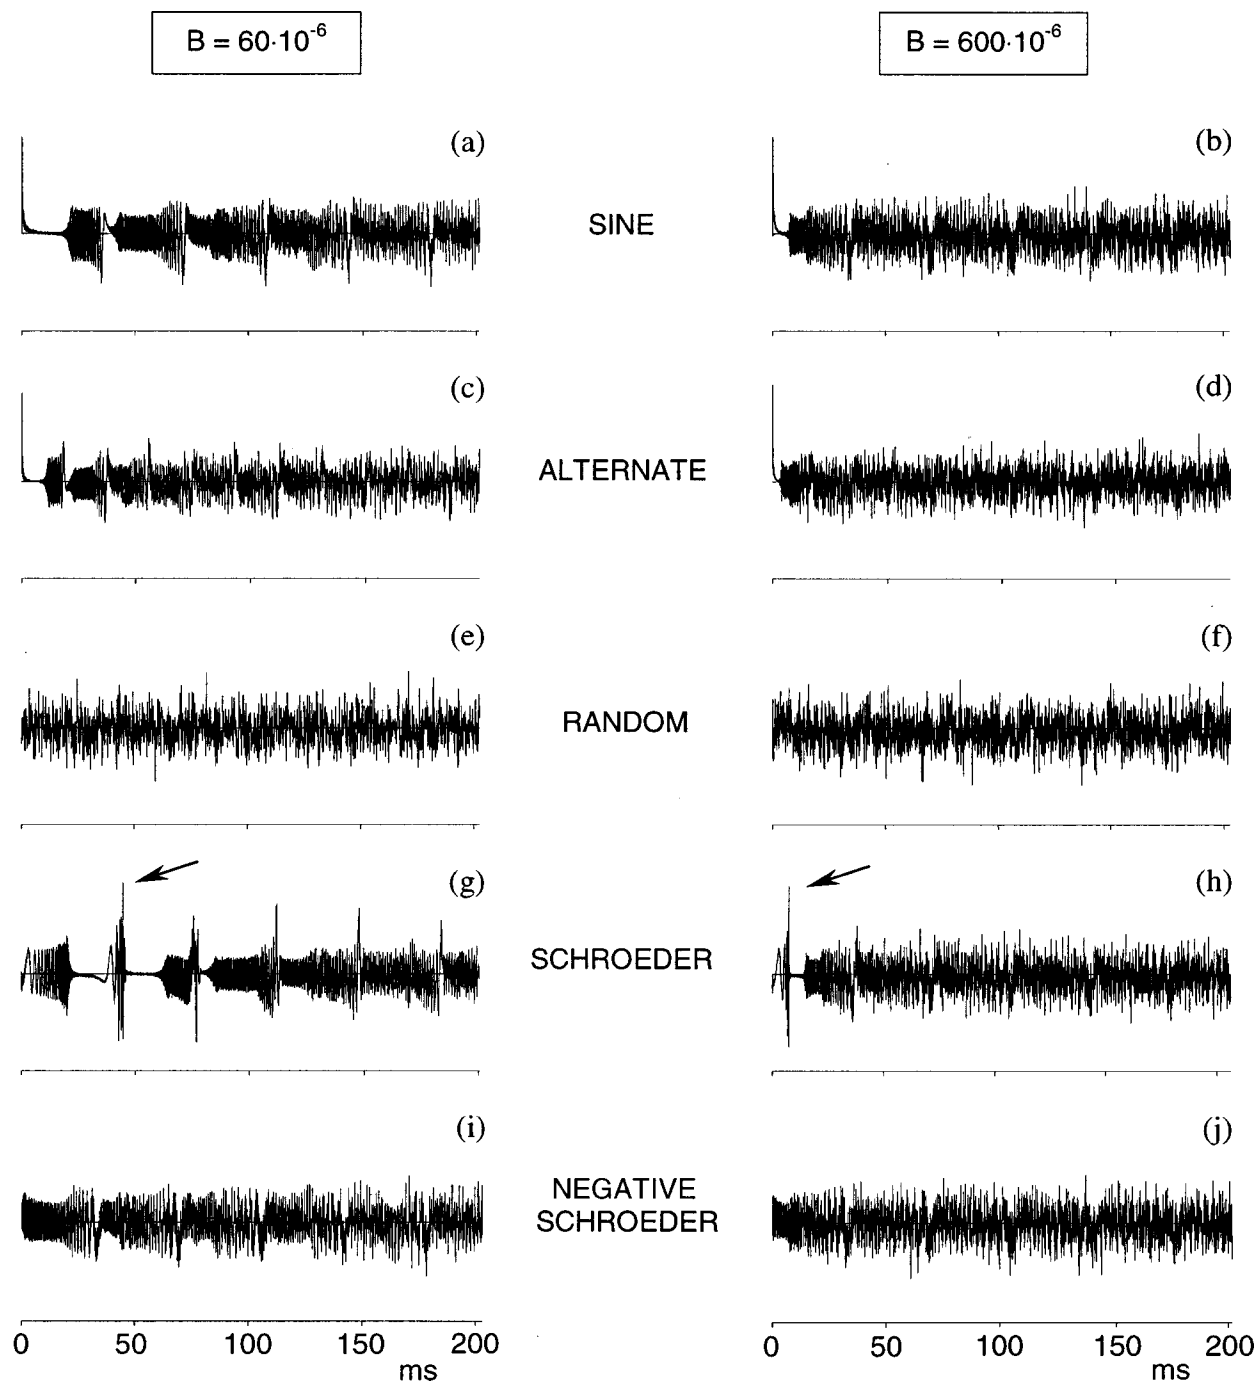 B = 60·10⁻⁶
B = 600·10⁻⁶
(a)
SINE
(b)
(c)
ALTERNATE
(d)
(e)
RANDOM
(f)
(g)
SCHROEDER
(h)
(i)
NEGATIVE
SCHROEDER
(j)
0 50 100 150 200
ms
0 50 100 150 200
ms